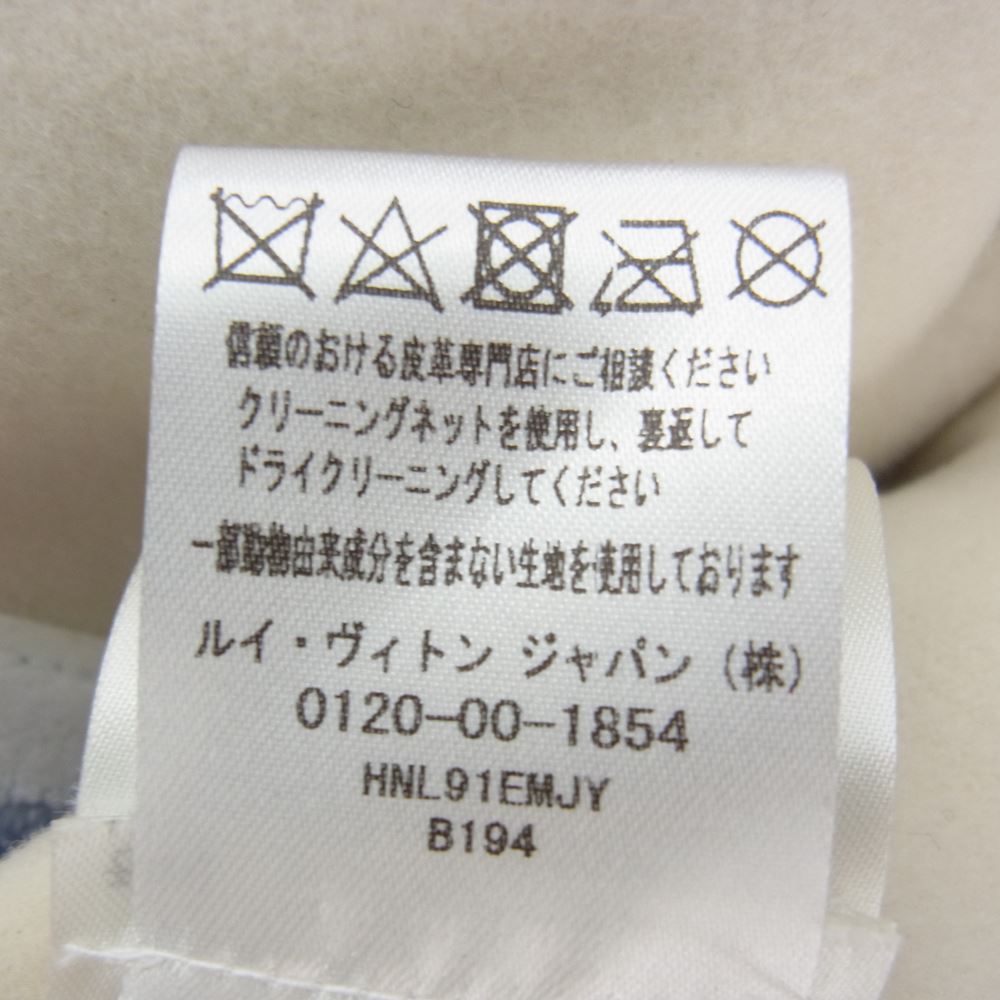 信頼のおける皮革専門店にご相談ください
クリーニングネットを使用し、裏返して
ドライクリーニングしてください
一部動物由来成分を含まない生地を使用しております
ルイ・ヴィトン ジャパン (株)
0120-00-1854
HNL91EMJY
B194